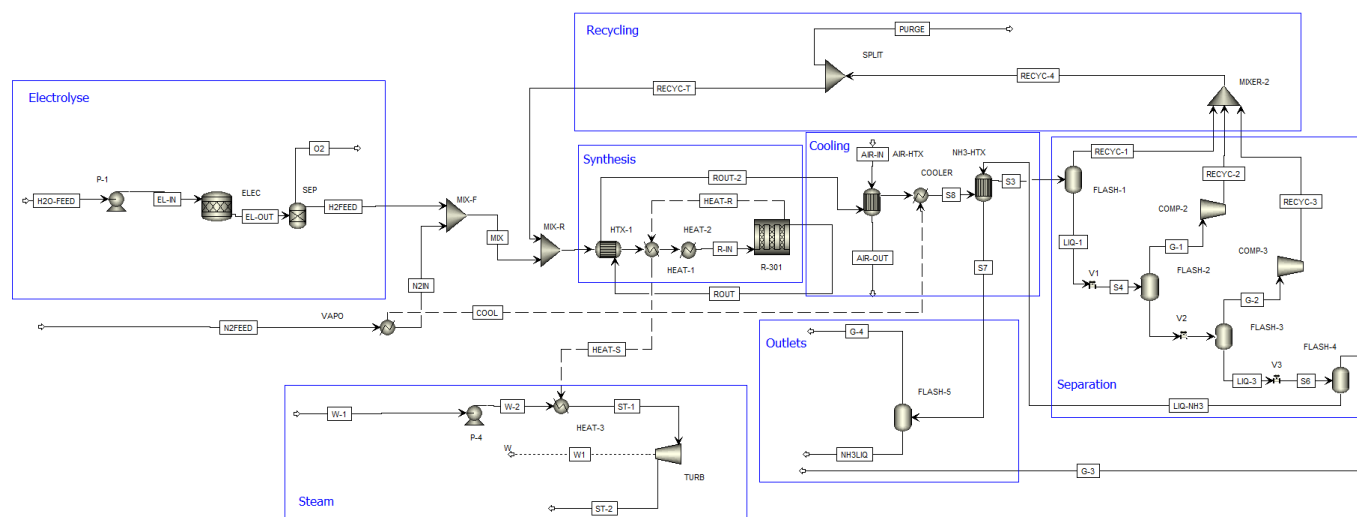 Recycling
PURGE
SPLIT
RECYC-T
RECYC-4
MIXER-2
Electrolyse
O2
P-1
ELEC
SEP
H2O-FEED
EL-IN
EL-OUT
H2FEED
MIX-F
MIX
MIX-R
N2IN
N2FEED
VAPO
COOL
Synthesis
ROUT-2
HEAT-R
HTX-1
HEAT-2
R-IN
HEAT-1
R-301
ROUT
HEAT-S
Cooling
AIR-IN
AIR-HTX
NH3-HTX
COOLER
S8
S3
AIR-OUT
S7
RECYC-1
FLASH-1
RECYC-2
COMP-2
RECYC-3
LIQ-1
G-1
COMP-3
V1
S4
FLASH-2
G-2
V2
FLASH-3
FLASH-4
LIQ-3
V3
S6
Separation
LIQ-NH3
Outlets
G-4
FLASH-5
NH3LIQ
G-3
W-1
W-2
P-4
ST-1
HEAT-3
W
W1
TURB
ST-2
Steam